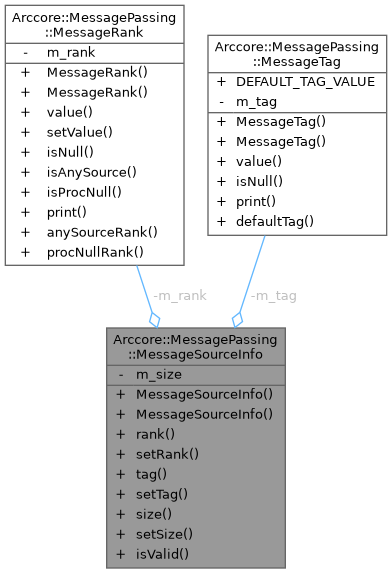 Arccore::MessagePassing
::MessageRank
- m_rank
+ MessageRank()
+ MessageRank()
+ value()
+ setValue()
+ isNull()
+ isAnySource()
+ isProcNull()
+ print()
+ anySourceRank()
+ procNullRank()
Arccore::MessagePassing
::MessageTag
+ DEFAULT_TAG_VALUE
- m_tag
+ MessageTag()
+ MessageTag()
+ value()
+ isNull()
+ print()
+ defaultTag()
-m_rank
-m_tag
Arccore::MessagePassing
::MessageSourceInfo
- m_size
+ MessageSourceInfo()
+ MessageSourceInfo()
+ rank()
+ setRank()
+ tag()
+ setTag()
+ size()
+ setSize()
+ isValid()